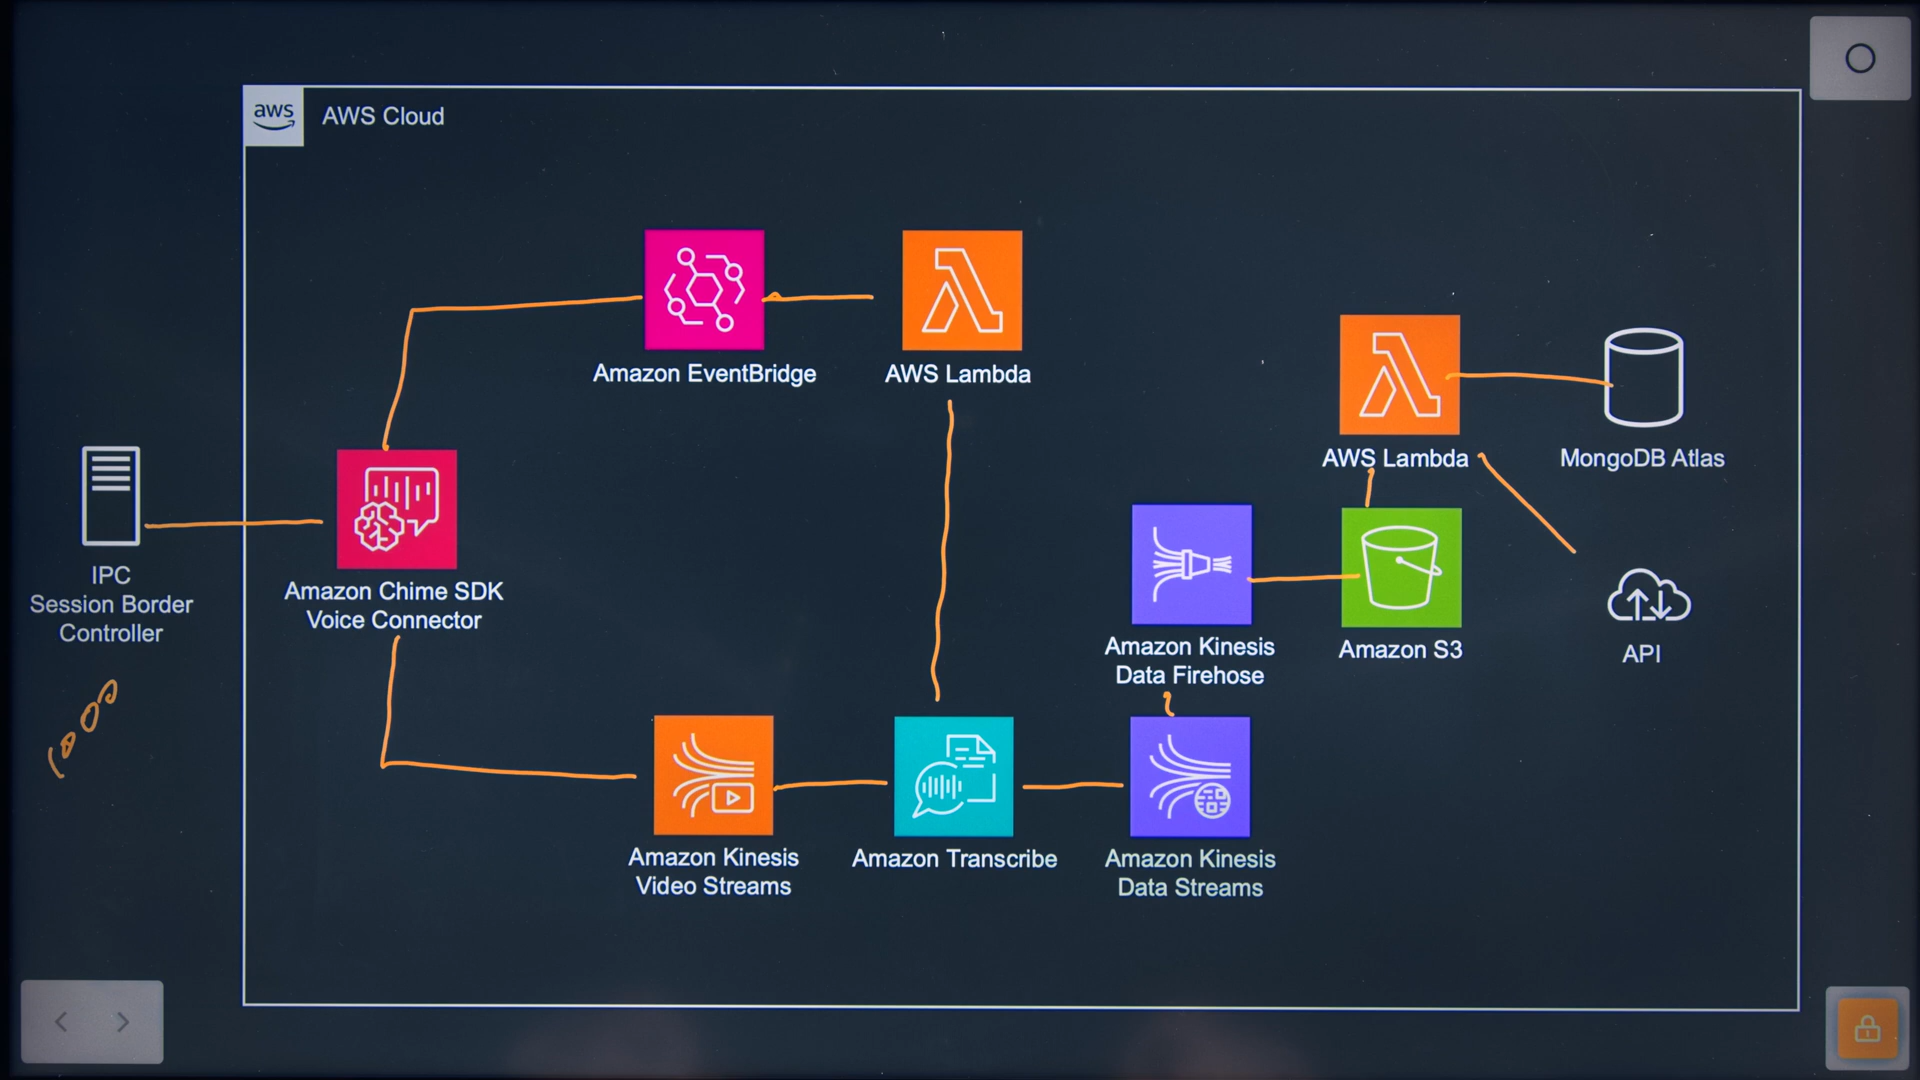 aws
AWS Cloud
Amazon EventBridge
AWS Lambda
AWS Lambda
MongoDB Atlas
IPC
Session Border
Controller
Amazon Chime SDK
Voice Connector
Amazon Kinesis
Data Firehose
Amazon S3
API
Amazon Kinesis
Video Streams
Amazon Transcribe
Amazon Kinesis
Data Streams